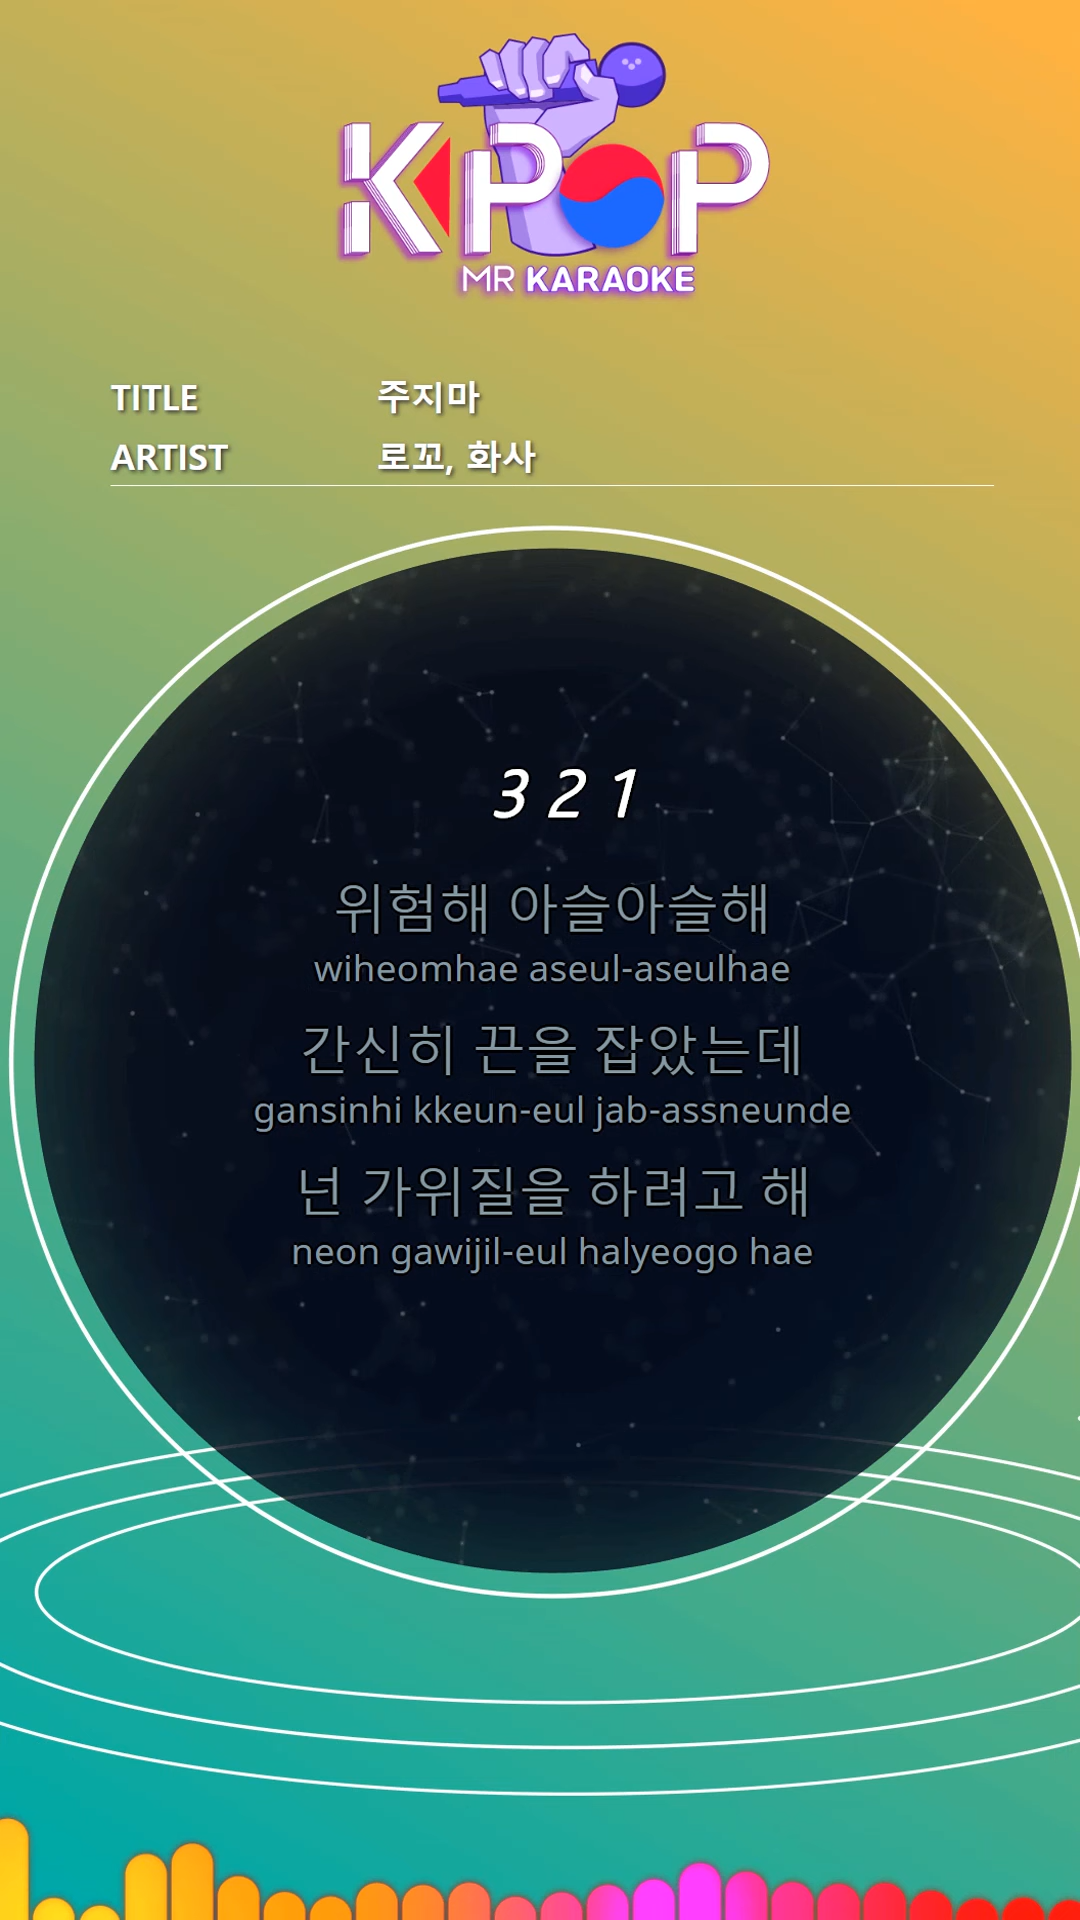 KPOP
MR KARAOKE
TITLE 주지마
ARTIST 로꼬, 화사
3 2 1
위험해 아슬아슬해
wiheomhae aseul-aseulhae
간신히 끈을 잡았는데
gansinhi kkeun-eul jab-assneunde
넌 가위질을 하려고 해
neon gawijil-eul halyeogo hae